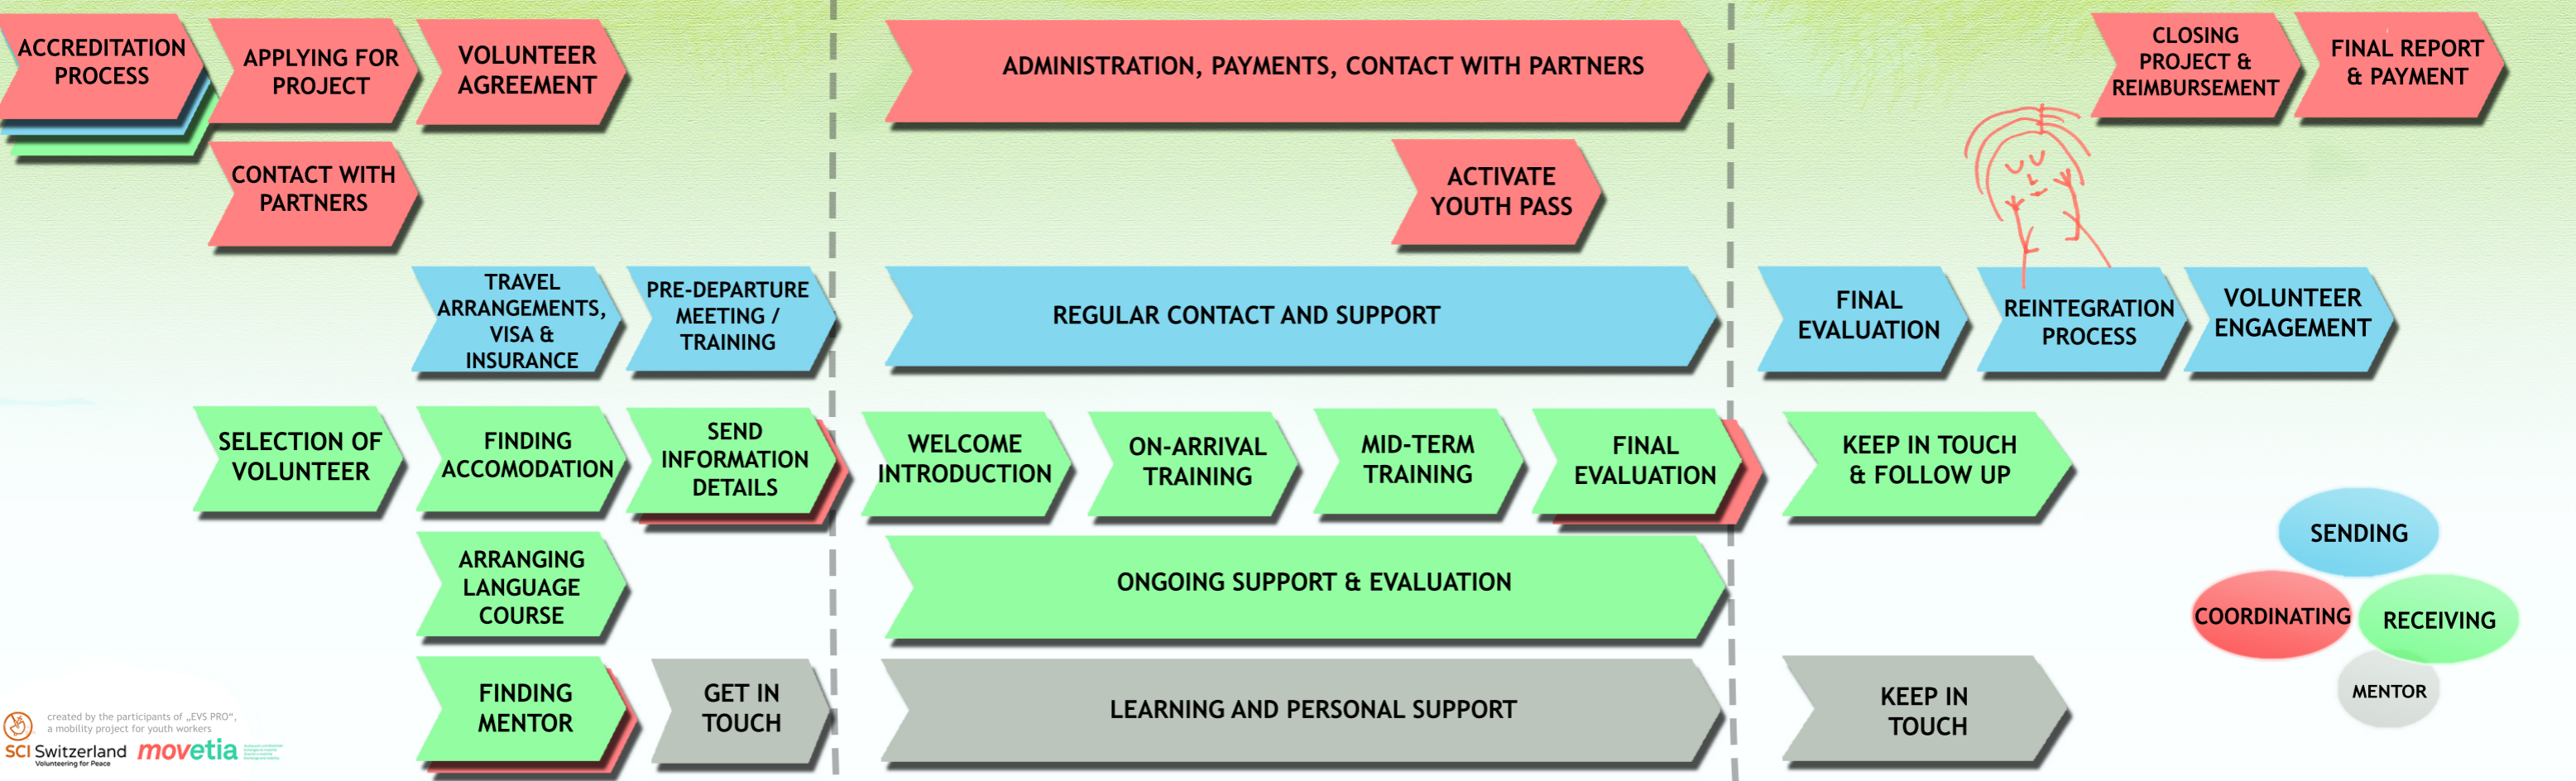 ACCREDITATION
PROCESS
APPLYING FOR
PROJECT
VOLUNTEER
AGREEMENT
ADMINISTRATION, PAYMENTS, CONTACT WITH PARTNERS
CLOSING
PROJECT &
REIMBURSEMENT
FINAL REPORT
& PAYMENT
CONTACT WITH
PARTNERS
ACTIVATE
YOUTH PASS
TRAVEL
ARRANGEMENTS,
VISA &
INSURANCE
PRE-DEPARTURE
MEETING /
TRAINING
REGULAR CONTACT AND SUPPORT
FINAL
EVALUATION
REINTEGRATION
PROCESS
VOLUNTEER
ENGAGEMENT
SELECTION OF
VOLUNTEER
FINDING
ACCOMODATION
SEND
INFORMATION
DETAILS
WELCOME
INTRODUCTION
ON-ARRIVAL
TRAINING
MID-TERM
TRAINING
FINAL
EVALUATION
KEEP IN TOUCH
& FOLLOW UP
ARRANGING
LANGUAGE
COURSE
ONGOING SUPPORT & EVALUATION
FINDING
MENTOR
GET IN
TOUCH
LEARNING AND PERSONAL SUPPORT
KEEP IN
TOUCH
SENDING
COORDINATING
RECEIVING
MENTOR
created by the participants of „EVS PRO“,
a mobility project for youth workers
SCI Switzerland
Volunteering for Peace
movetia